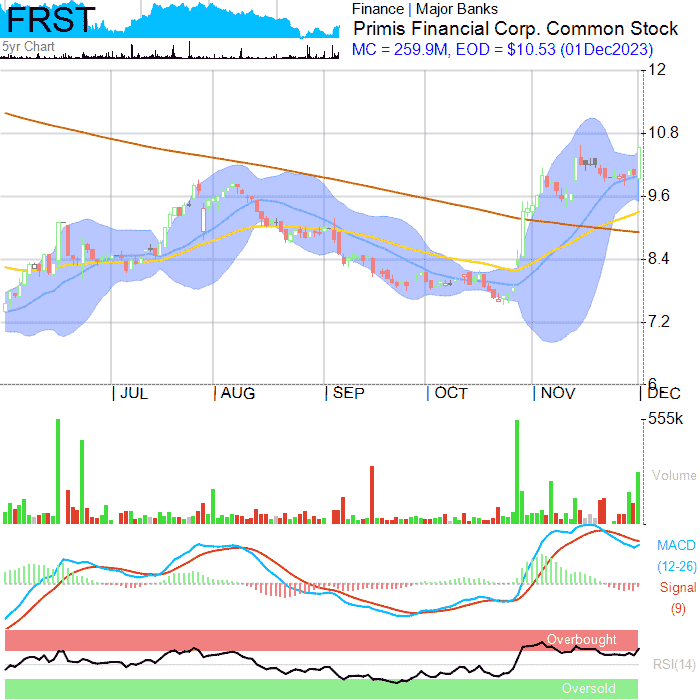 FRST
Finance | Major Banks
Primis Financial Corp. Common Stock
5yr Chart
MC = 259.9M, EOD = $10.53 (01Dec2023)
12
10.8
9.6
8.4
7.2
6
JUL
AUG
SEP
OCT
NOV
DEC
555k
Volume
MACD
(12-26)
Signal
(9)
Overbought
RSI(14)
Oversold